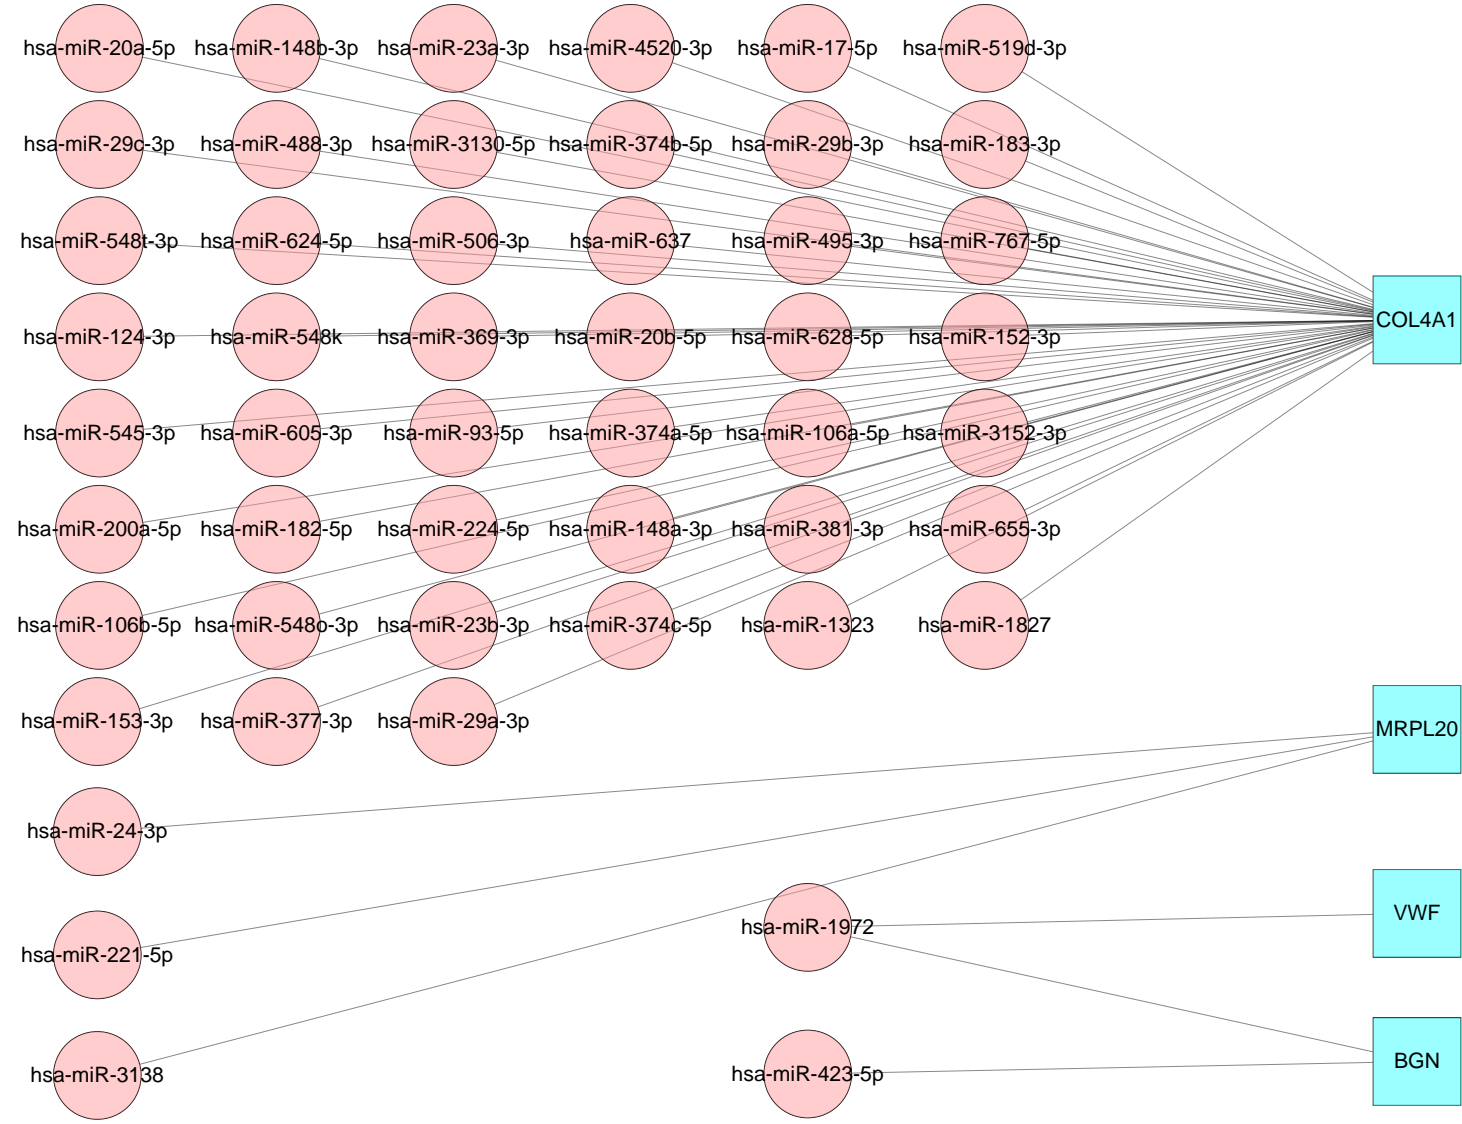 hsa-miR-20a-5p hsa-miR-148b-3p hsa-miR-23a-3p hsa-miR-4520-3p hsa-miR-17-5p hsa-miR-519d-3p
hsa-miR-29c-3p hsa-miR-488-3p hsa-miR-3130-5p hsa-miR-374b-5p hsa-miR-29b-3p hsa-miR-183-3p
hsa-miR-548t-3p hsa-miR-624-5p hsa-miR-506-3p hsa-miR-637 hsa-miR-495-3p hsa-miR-767-5p
COL4A1
hsa-miR-124-3p hsa-miR-548k hsa-miR-369-3p hsa-miR-20b-5p hsa-miR-628-5p hsa-miR-152-3p
hsa-miR-545-3p hsa-miR-605-3p hsa-miR-93-5p hsa-miR-374a-5p hsa-miR-106a-5p hsa-miR-3152-3p
hsa-miR-200a-5p hsa-miR-182-5p hsa-miR-224-5p hsa-miR-148a-3p hsa-miR-381-3p hsa-miR-655-3p
hsa-miR-106b-5p hsa-miR-548o-3p hsa-miR-23b-3p hsa-miR-374c-5p hsa-miR-1323 hsa-miR-1827
hsa-miR-153-3p hsa-miR-377-3p hsa-miR-29a-3p
MRPL20
hsa-miR-24-3p
VWF
hsa-miR-1972
hsa-miR-221-5p
BGN
hsa-miR-3138 hsa-miR-423-5p